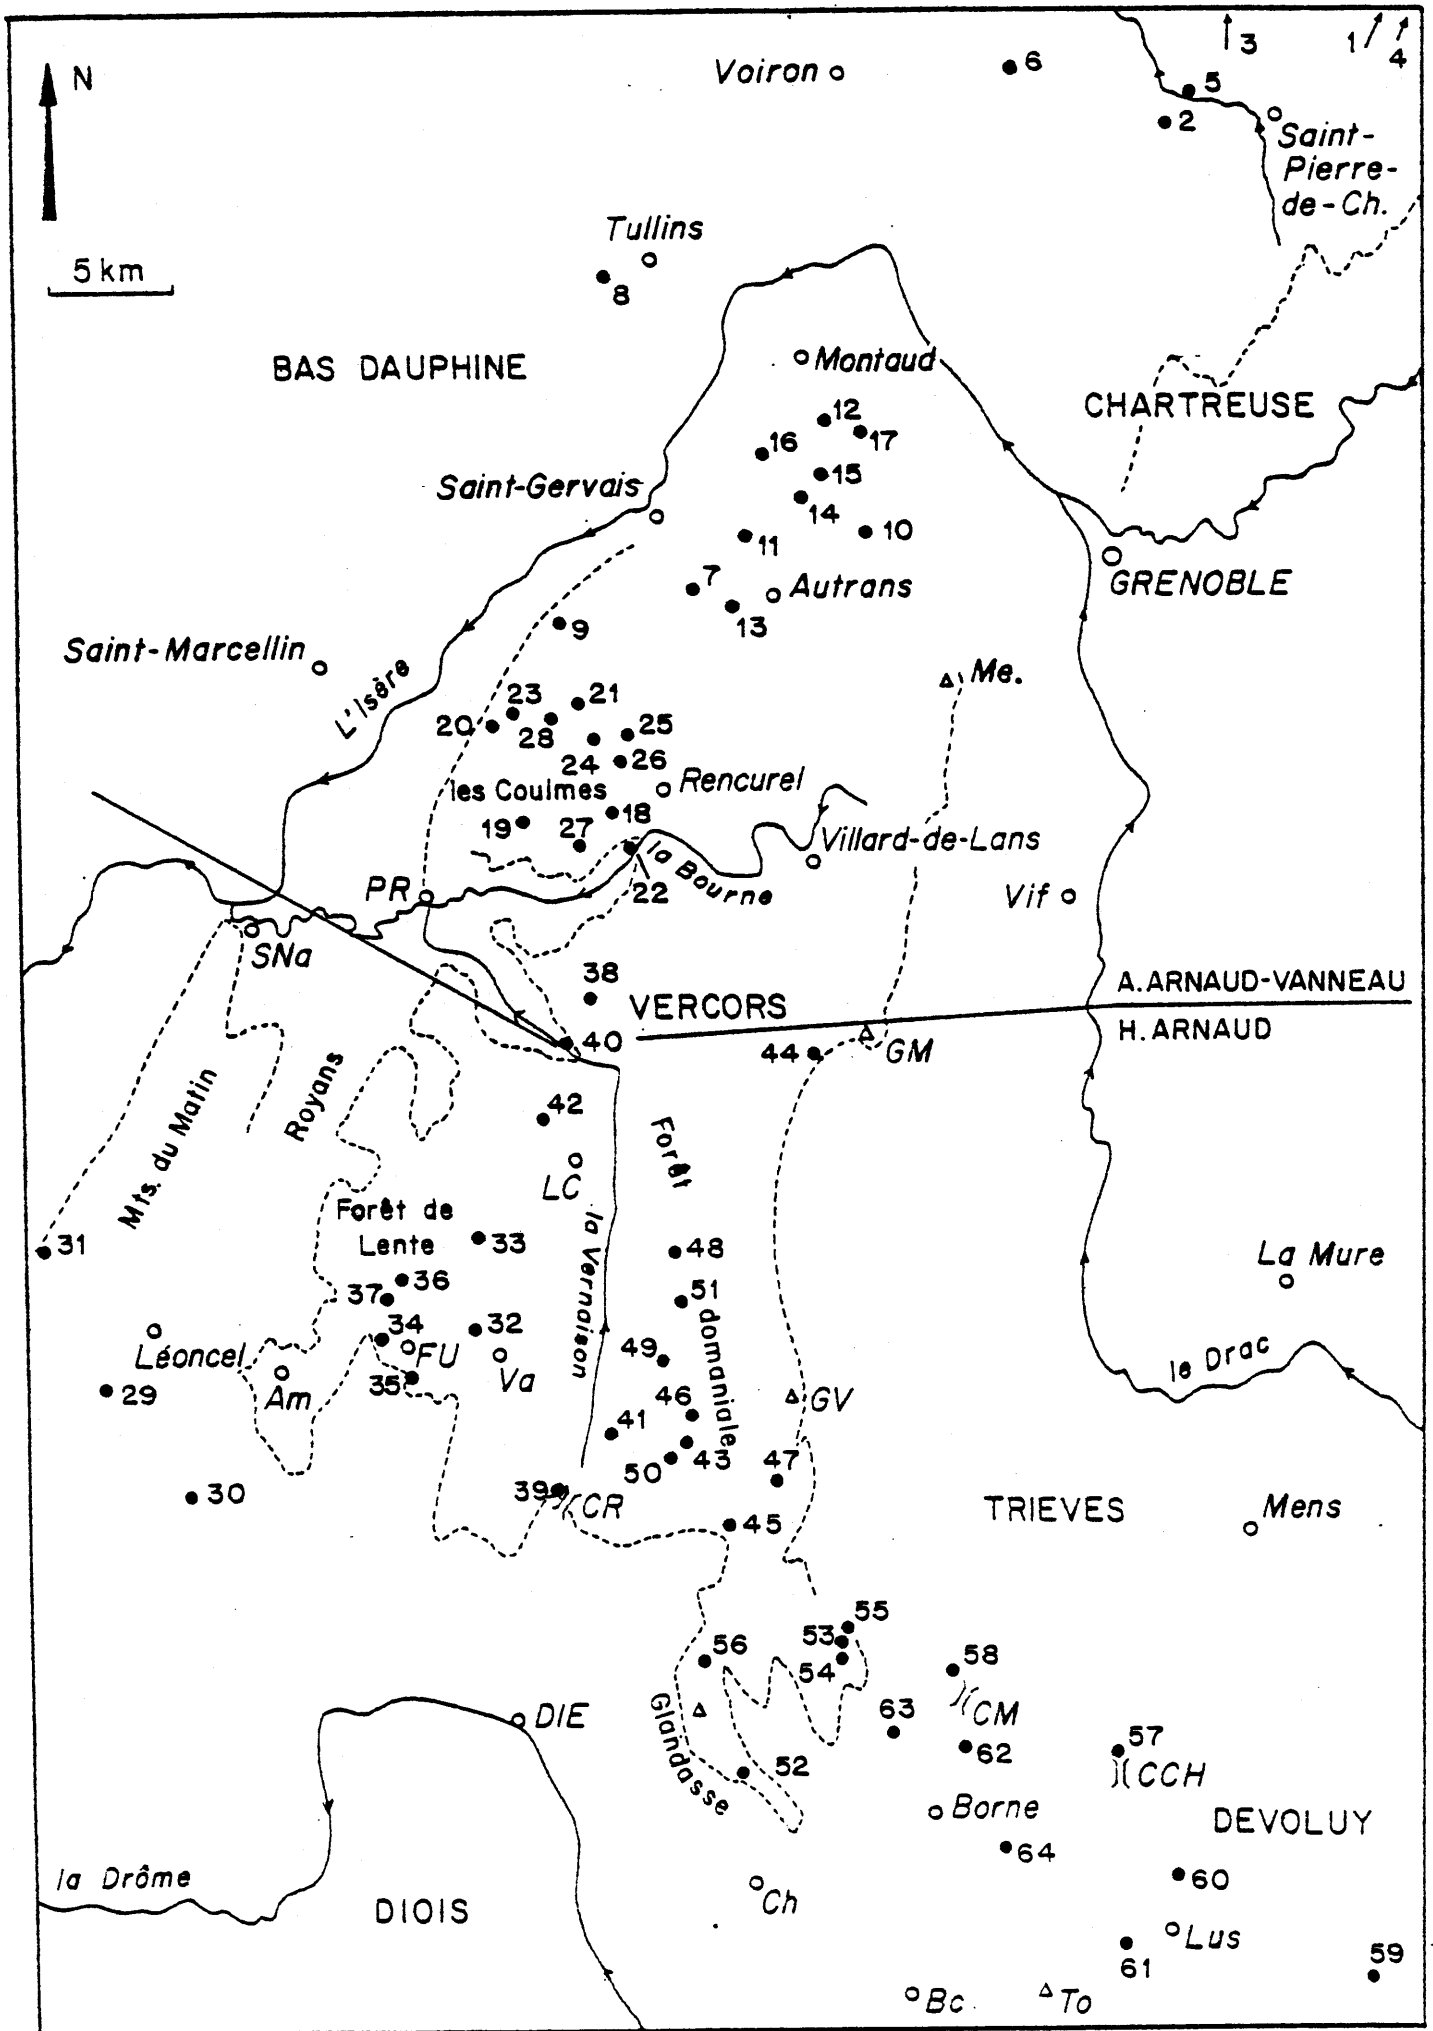 N
Voiron
6
3
1
4
5
2
Saint-
Pierre-
de-Ch.
5 km
Tullins
8
BAS DAUPHINE
Montaud
CHARTREUSE
12
17
16
15
14
Saint-Gervais
11
10
GRENOBLE
7
Autrans
13
9
Saint-Marcellin
L'Isère
Me.
23
21
20
28
25
24
26
les Coulmes
Rencurel
18
19
27
la Bourne
Villard-de-Lans
PR
22
Vif
SNa
38
VERCORS
A.ARNAUD-VANNEAU
H.ARNAUD
40
44
GM
Mts. du Matin
Royans
42
Forêt
LC
la Vernaison
Forêt de
Lente
33
31
48
La Mure
36
37
51
domaniale
34
FU
32
Léoncel
Va
49
le Drac
35
29
Am
46
GV
41
43
50
47
30
39
CR
45
TRIEVES
Mens
55
53
56
54
58
Glandasse
DIE
63
CM
62
57
CCH
52
Borne
DEVOLUY
64
la Drôme
60
DIOIS
Ch
Lus
61
59
Bc.
To